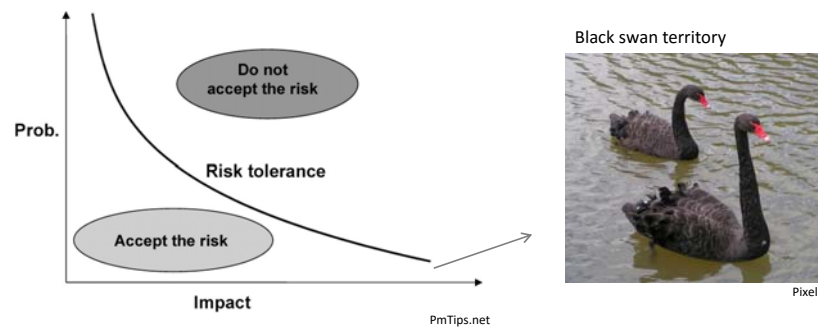 Black swan territory
Do not
accept the risk
Prob.
Risk tolerance
Accept the risk
Impact
Pixel
PmTips.net